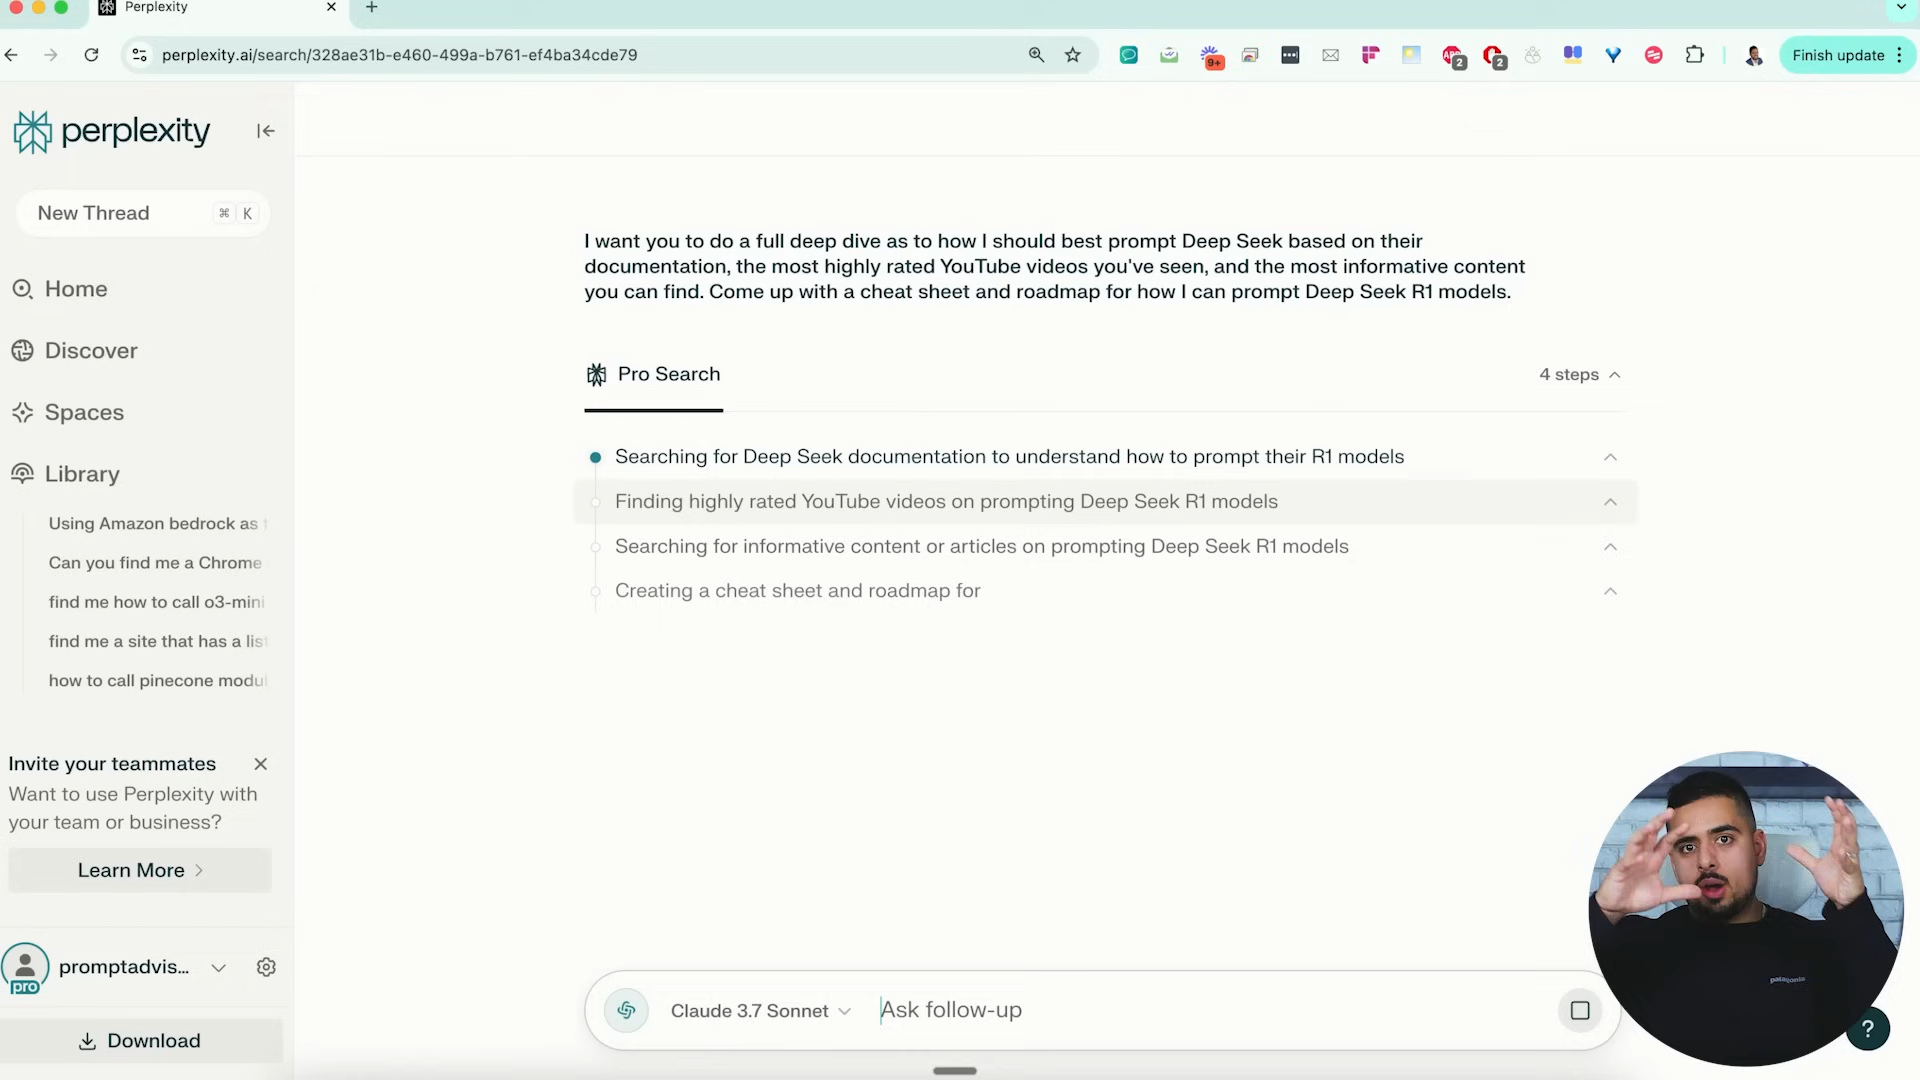 Perplexity
perplexity.ai/search/328ae31b-e460-499a-b761-ef4ba34cde79
9+
2
2
Finish update
perplexity
New Thread
⌘ K
Home
Discover
Spaces
Library
Using Amazon bedrock as
Can you find me a Chrome
find me how to call o3-mini
find me a site that has a list
how to call pinecone modul
Invite your teammates
Want to use Perplexity with
your team or business?
Learn More
promptadvis...
pro
Download
I want you to do a full deep dive as to how I should best prompt Deep Seek based on their
documentation, the most highly rated YouTube videos you've seen, and the most informative content
you can find. Come up with a cheat sheet and roadmap for how I can prompt Deep Seek R1 models.
Pro Search
4 steps
Searching for Deep Seek documentation to understand how to prompt their R1 models
Finding highly rated YouTube videos on prompting Deep Seek R1 models
Searching for informative content or articles on prompting Deep Seek R1 models
Creating a cheat sheet and roadmap for
Claude 3.7 Sonnet
Ask follow-up
patagonia
?